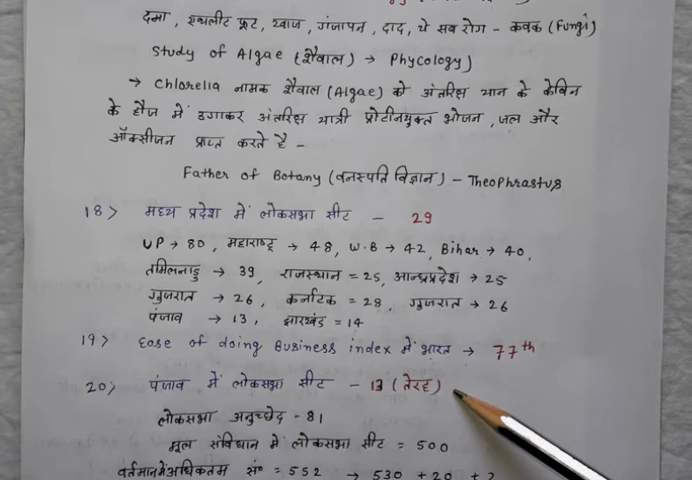 दमा, एथलीट फूट, खाज, गंजापन, दाद, ये सब रोग - कवक (Fungi)
Study of Algae (शैवाल) → Phycology)
→ Chlorella नामक शैवाल (Algae) को अंतरिक्ष यान के केबिन
के हौज में उगाकर अंतरिक्ष यात्री प्रोटीनयुक्त भोजन, जल और
ऑक्सीजन प्राप्त करते है -
Father of Botany (वनस्पति विज्ञान) - Theophrastus
18> मध्य प्रदेश में लोकसभा सीट - 29
UP → 80, महाराष्ट्र → 48, W.B → 42, Bihar → 40,
तमिलनाडु → 39, राजस्थान = 25, आन्ध्रप्रदेश → 25
गुजरात → 26, कर्नाटक = 28, गुजरात → 26
पंजाब → 13, झारखंड = 14
19> Ease of doing Business index में भारत → 77th
20> पंजाब में लोकसभा सीट - 13 (तेरह)
लोकसभा अनुच्छेद - 81
मूल संविधान में लोकसभा सीट = 500
वर्तमान में अधिकतम सं० = 552 → 530 + 20 + 2